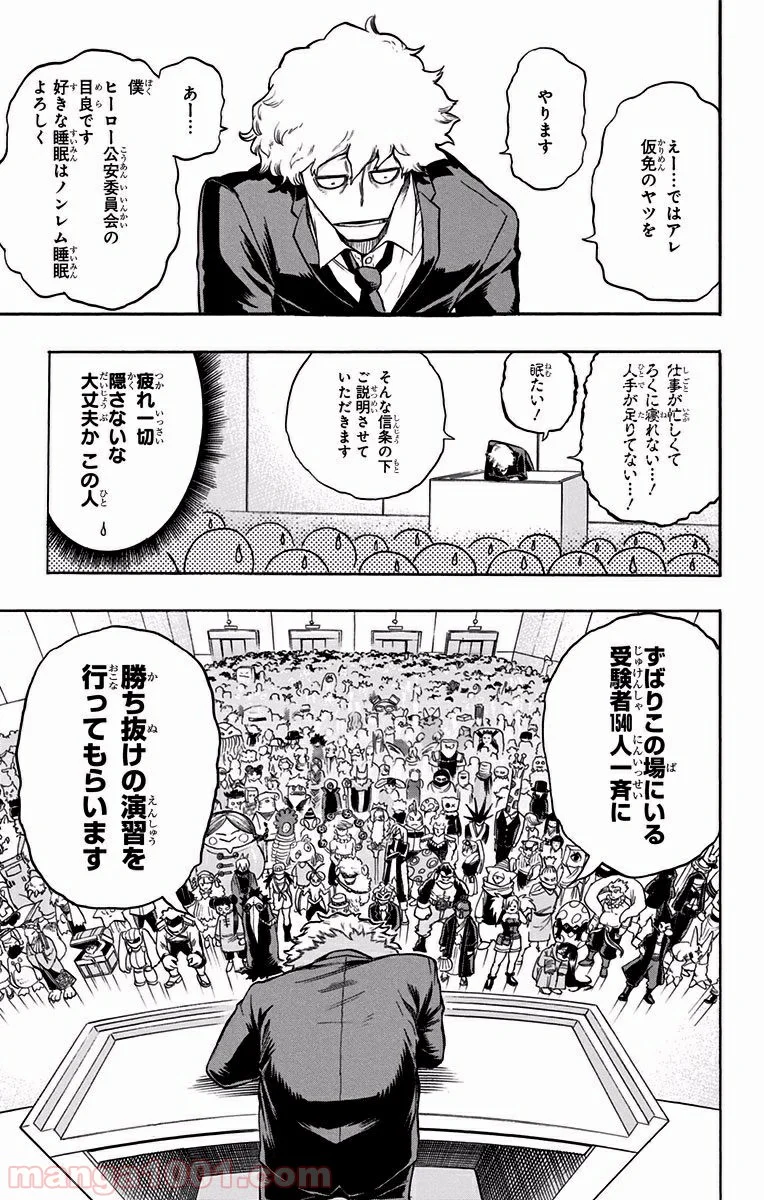 えー…ではアレ
仮免のヤツを
やります
あー…
僕
ヒーロー公安委員会の
目良です
好きな睡眠はノンレム睡眠
よろしく
仕事が忙しくて
ろくに寝れない…!
人手が足りてない…!
眠たい!
そんな信条の下
ご説明させて
いただきます
疲れ一切
隠さないな
大丈夫か この人
ずばりこの場にいる
受験者1540人一斉に
勝ち抜けの演習を
行ってもらいます
manga1001.com